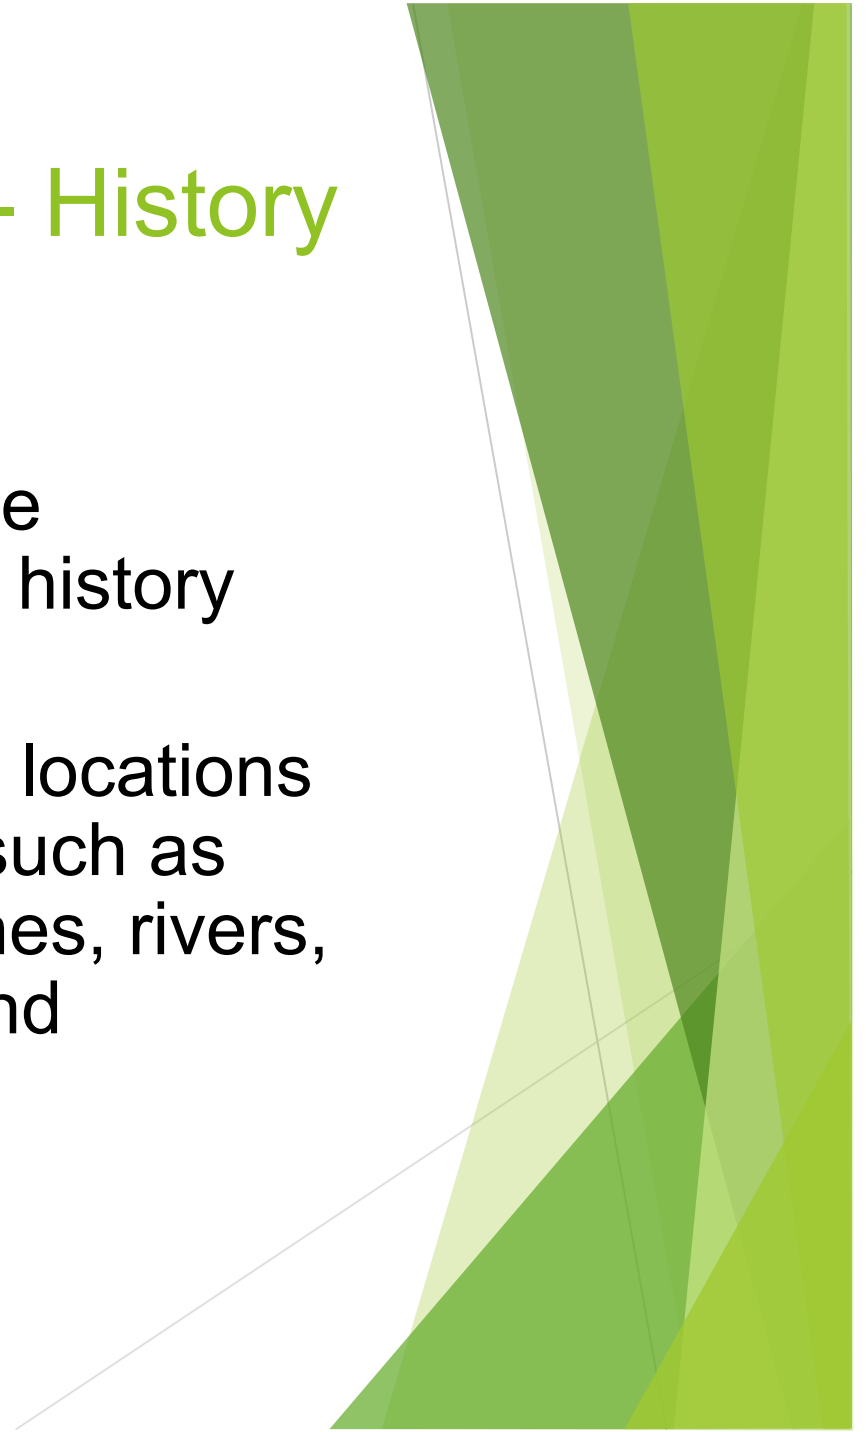 - History
e
history
locations
such as
nes, rivers,
nd